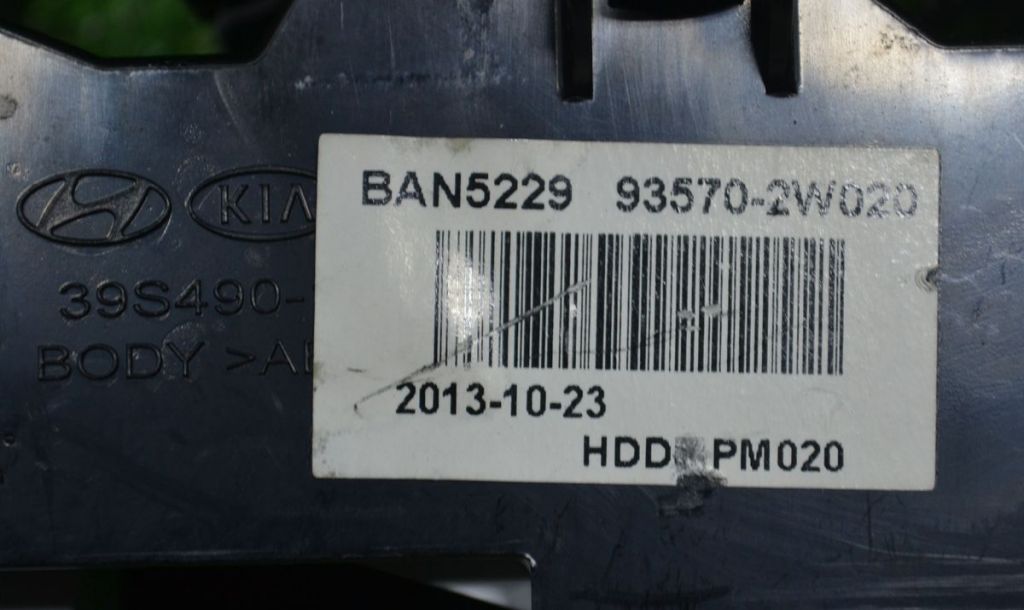 BAN5229 93570-2W020
KIA
39S490-
BODY >A
2013-10-23
HDD PM020